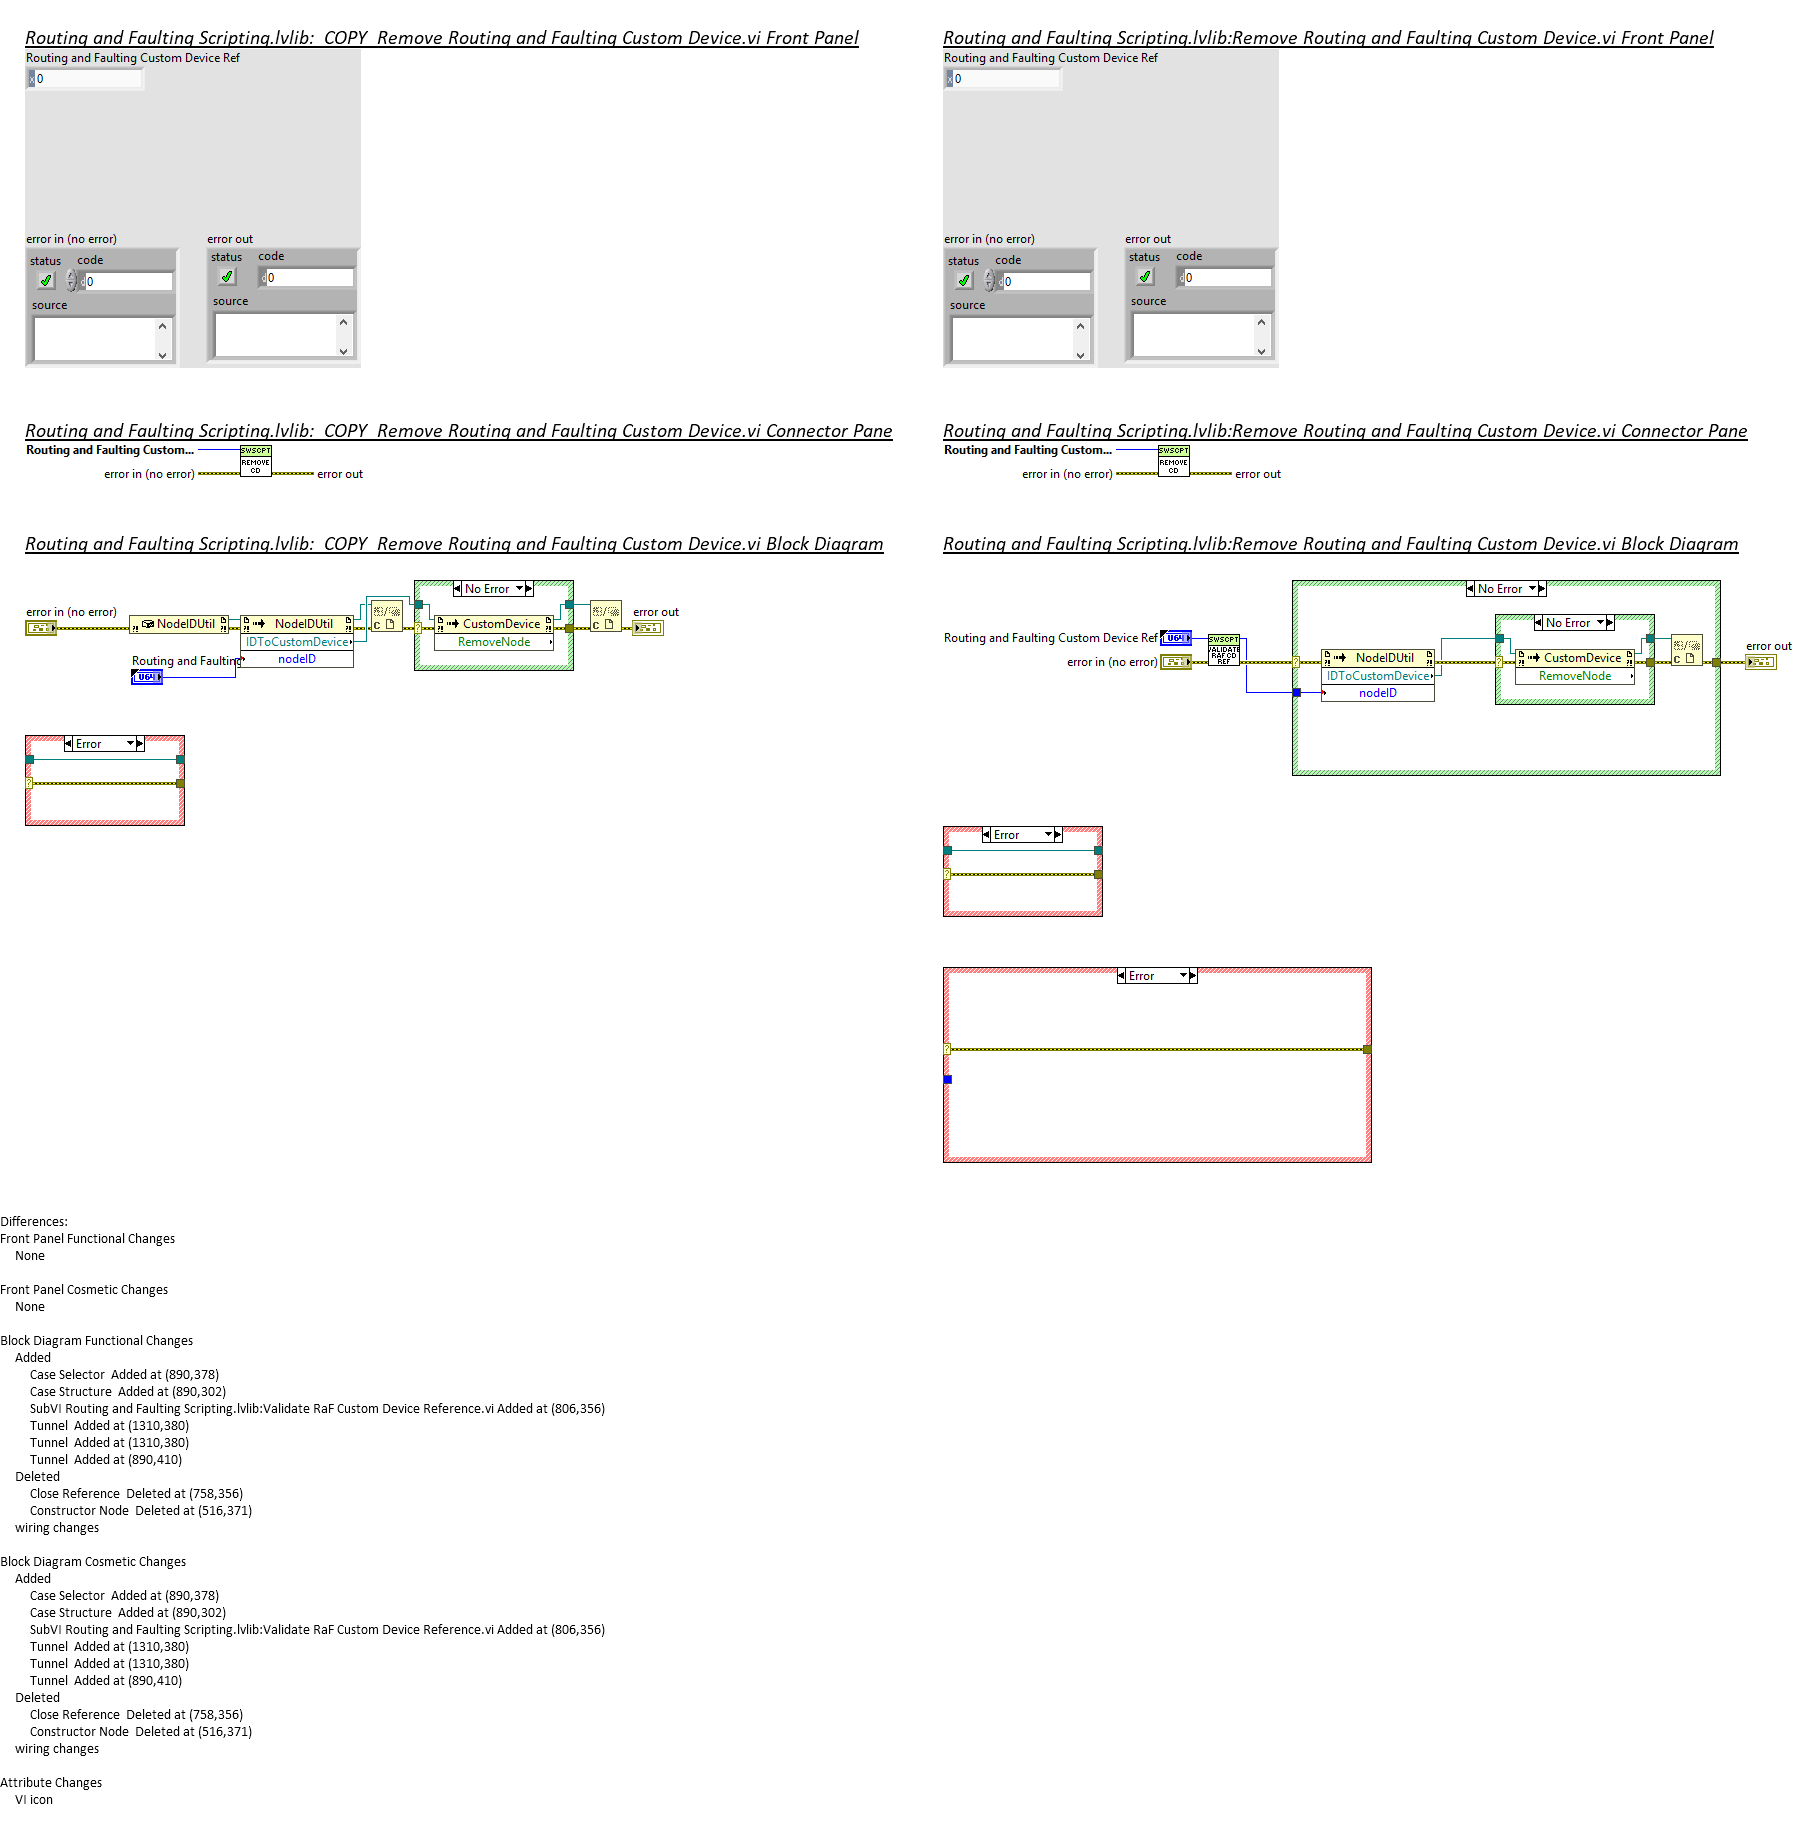 Routing and Faulting Scripting.lvlib:_COPY_Remove Routing and Faulting Custom Device.vi Front Panel
Routing and Faulting Custom Device Ref
x 0
error in (no error)
error out
status code
0
source
status code
d 0
source
Routing and Faulting Scripting.lvlib:Remove Routing and Faulting Custom Device.vi Front Panel
Routing and Faulting Custom Device Ref
x 0
error in (no error)
error out
status code
0
source
status code
d 0
source
Routing and Faulting Scripting.lvlib:_COPY_Remove Routing and Faulting Custom Device.vi Connector Pane
Routing and Faulting Custom...
error in (no error)
SWSCPT
REMOVE
CD
error out
Routing and Faulting Scripting.lvlib:Remove Routing and Faulting Custom Device.vi Connector Pane
Routing and Faulting Custom...
error in (no error)
SWSCPT
REMOVE
CD
error out
Routing and Faulting Scripting.lvlib:_COPY_Remove Routing and Faulting Custom Device.vi Block Diagram
error in (no error)
NodeIDUtil
NodeIDUtil
IDToCustomDevice
nodeID
Routing and Faulting
U64
C
No Error
CustomDevice
RemoveNode
C
error out
Error
Routing and Faulting Scripting.lvlib:Remove Routing and Faulting Custom Device.vi Block Diagram
No Error
No Error
Routing and Faulting Custom Device Ref
U64
error in (no error)
SWSCPT
VALIDATE
RAF CD
REF
NodeIDUtil
IDToCustomDevice
nodeID
CustomDevice
RemoveNode
C
error out
Error
Error
Differences:
Front Panel Functional Changes
None
Front Panel Cosmetic Changes
None
Block Diagram Functional Changes
Added
Case Selector Added at (890,378)
Case Structure Added at (890,302)
SubVI Routing and Faulting Scripting.lvlib:Validate RaF Custom Device Reference.vi Added at (806,356)
Tunnel Added at (1310,380)
Tunnel Added at (1310,380)
Tunnel Added at (890,410)
Deleted
Close Reference Deleted at (758,356)
Constructor Node Deleted at (516,371)
wiring changes
Block Diagram Cosmetic Changes
Added
Case Selector Added at (890,378)
Case Structure Added at (890,302)
SubVI Routing and Faulting Scripting.lvlib:Validate RaF Custom Device Reference.vi Added at (806,356)
Tunnel Added at (1310,380)
Tunnel Added at (1310,380)
Tunnel Added at (890,410)
Deleted
Close Reference Deleted at (758,356)
Constructor Node Deleted at (516,371)
wiring changes
Attribute Changes
VI icon